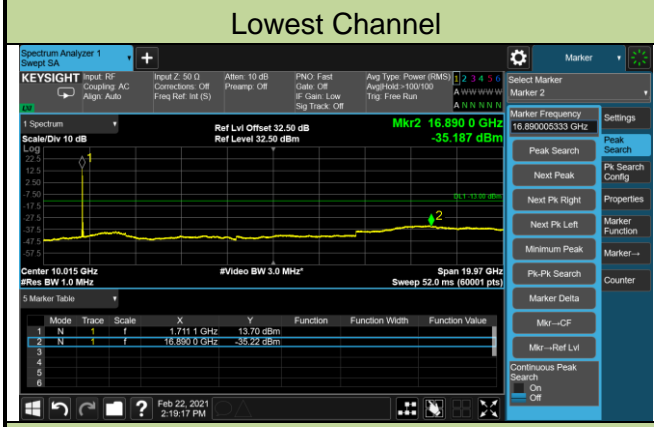 Lowest Channel
Spectrum Analyzer 1
Swept SA
+
Marker
KEYSIGHT
Input: RF
Coupling: AC
Align: Auto
Input Z: 50 Ω
Corrections: Off
Freq Ref: Int (S)
Atten: 10 dB
Preamp: Off
PNO: Fast
Gate: Off
IF Gain: Low
Sig Track: Off
Avg Type: Power (RMS)
Avg|Hold:>100/100
Trig: Free Run
1 2 3 4 5 6
A W W W W W
A N N N N N
Select Marker
Marker 2
1 Spectrum
Scale/Div 10 dB
Ref Lvl Offset 32.50 dB
Ref Level 32.50 dBm
Mkr2 16.890 0 GHz
-35.187 dBm
Log
22.5
12.5
2.50
-7.50
-17.5
-27.5
-37.5
-47.5
1
DL1 -13.00 dBm
2
Center 10.015 GHz
#Res BW 1.0 MHz
#Video BW 3.0 MHz*
Span 19.97 GHz
Sweep 52.0 ms (60001 pts)
5 Marker Table
Mode Trace Scale X Y Function Function Width Function Value
1 N 1 f 1.711 1 GHz 13.70 dBm
2 N 1 f 16.890 0 GHz -35.22 dBm
3
4
5
6
Marker Frequency
16.890005333 GHz
Peak Search
Next Peak
Next Pk Right
Next Pk Left
Minimum Peak
Pk-Pk Search
Marker Delta
Mkr→CF
Mkr→Ref Lvl
Continuous Peak
Search
On
Off
Settings
Peak
Search
Pk Search
Config
Properties
Marker
Function
Marker→
Counter
?
Feb 22, 2021
2:19:17 PM